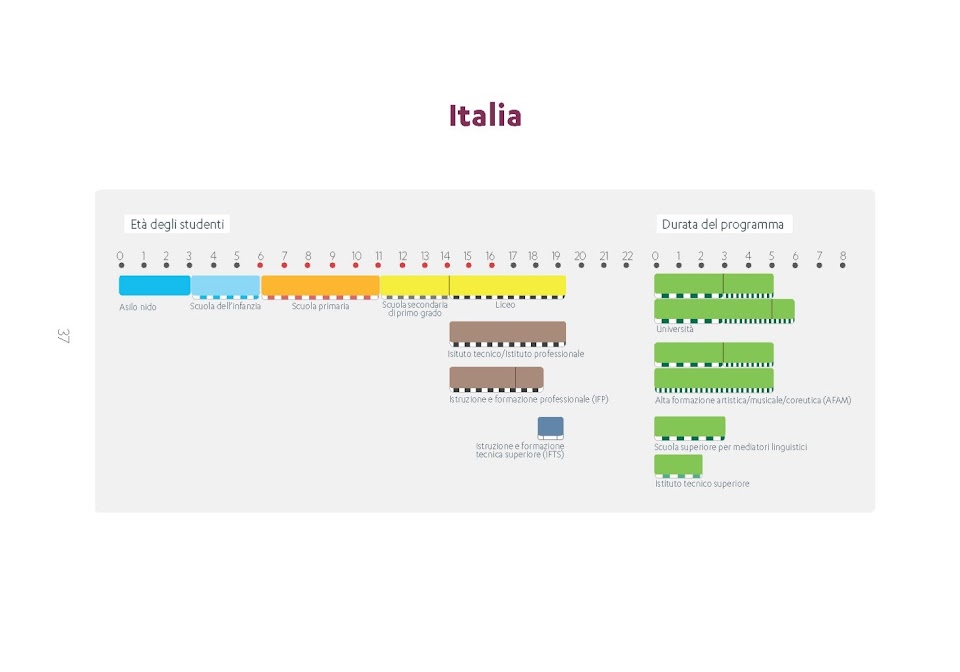 Italia
Età degli studenti
Durata del programma
0 1 2 3 4 5 6 7 8 9 10 11 12 13 14 15 16 17 18 19 20 21 22
0 1 2 3 4 5 6 7 8
Asilo nido
Scuola dell'infanzia
Scuola primaria
Scuola secondaria
di primo grado
Liceo
Isituto tecnico/Istituto professionale
Istruzione e formazione professionale (IFP)
Istruzione e formazione
tecnica superiore (IFTS)
Università
Alta formazione artistica/musicale/coreutica (AFAM)
Scuola superiore per mediatori linguistici
Istituto tecnico superiore
37